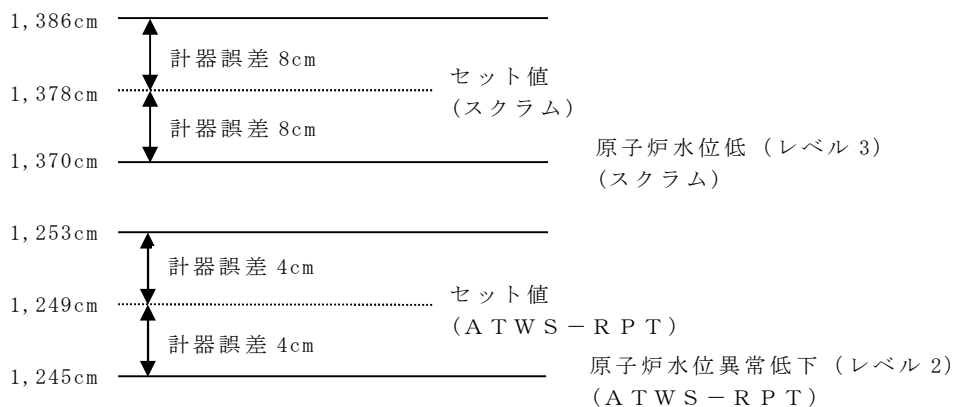 1,386cm
計器誤差 8cm
セット値
1,378cm
(スクラム)
計器誤差 8cm
原子炉水位低 (レベル 3)
1,370cm
(スクラム)
1,253cm
計器誤差 4cm
セット値
1,249cm
(ATWS-RPT)
計器誤差 4cm
原子炉水位異常低下 (レベル 2)
1,245cm
(ATWS-RPT)